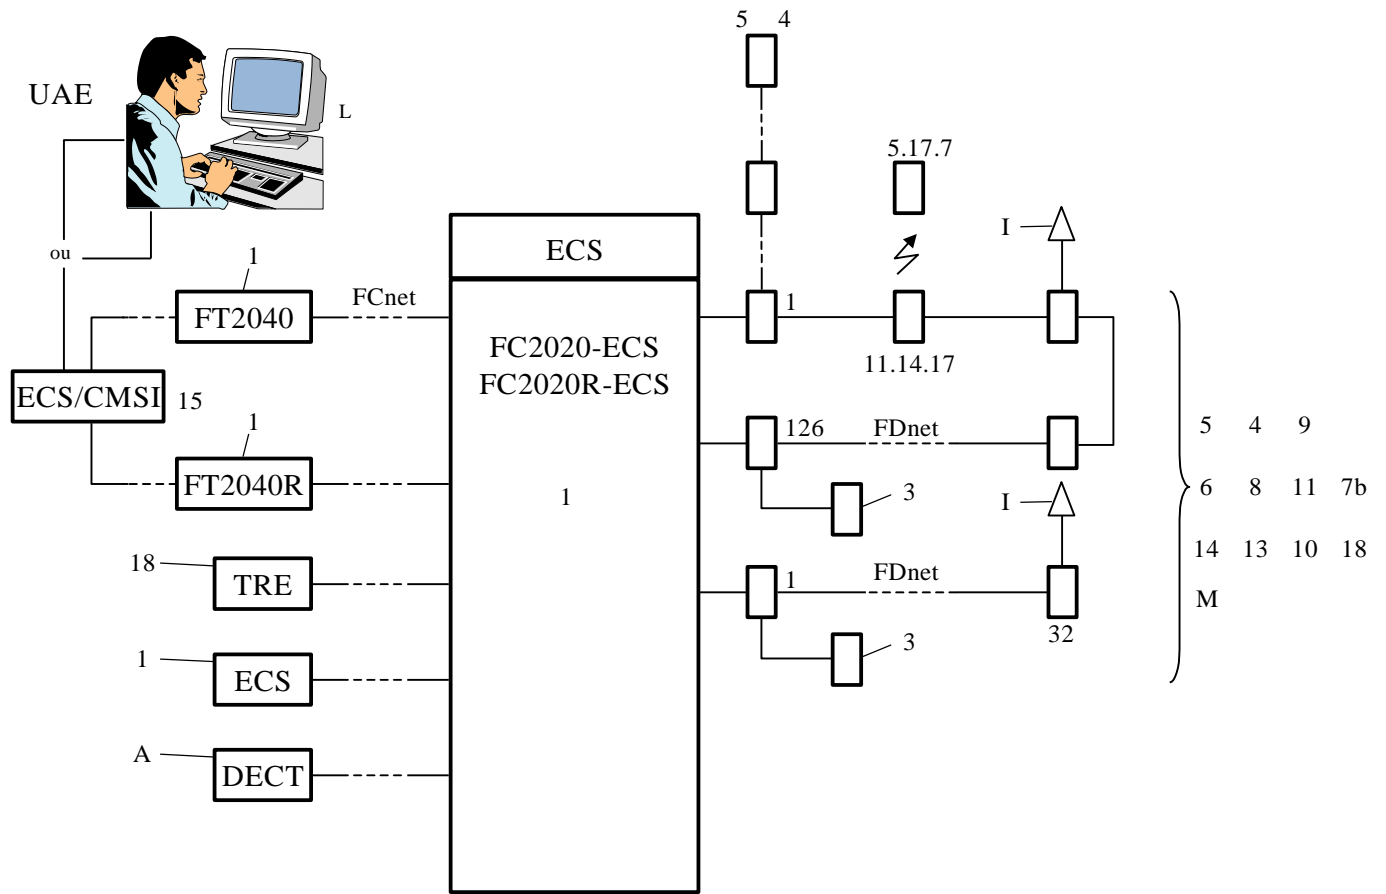 5 4
UAE
L
5.17.7
I
ou
1
ECS
FT2040
FCnet
1
FC2020-ECS
FC2020R-ECS
11.14.17
ECS/CMSI
15
1
126
FDnet
5 4 9
FT2040R
1
3
I
6 8 11 7b
18
TRE
1
FDnet
14 13 10 18
M
32
1
ECS
3
A
DECT